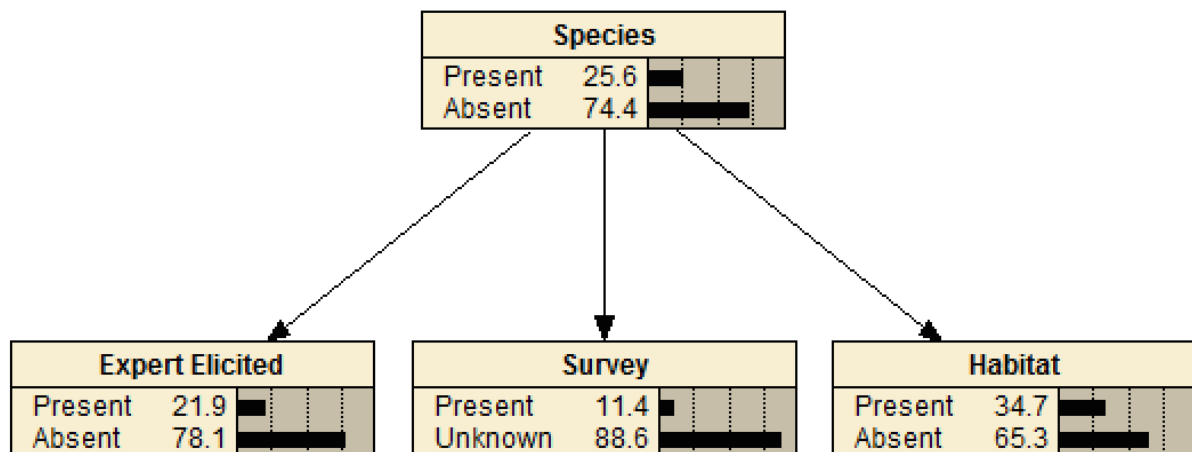 Species
Present 25.6
Absent 74.4
Expert Elicited
Present 21.9
Absent 78.1
Survey
Present 11.4
Unknown 88.6
Habitat
Present 34.7
Absent 65.3